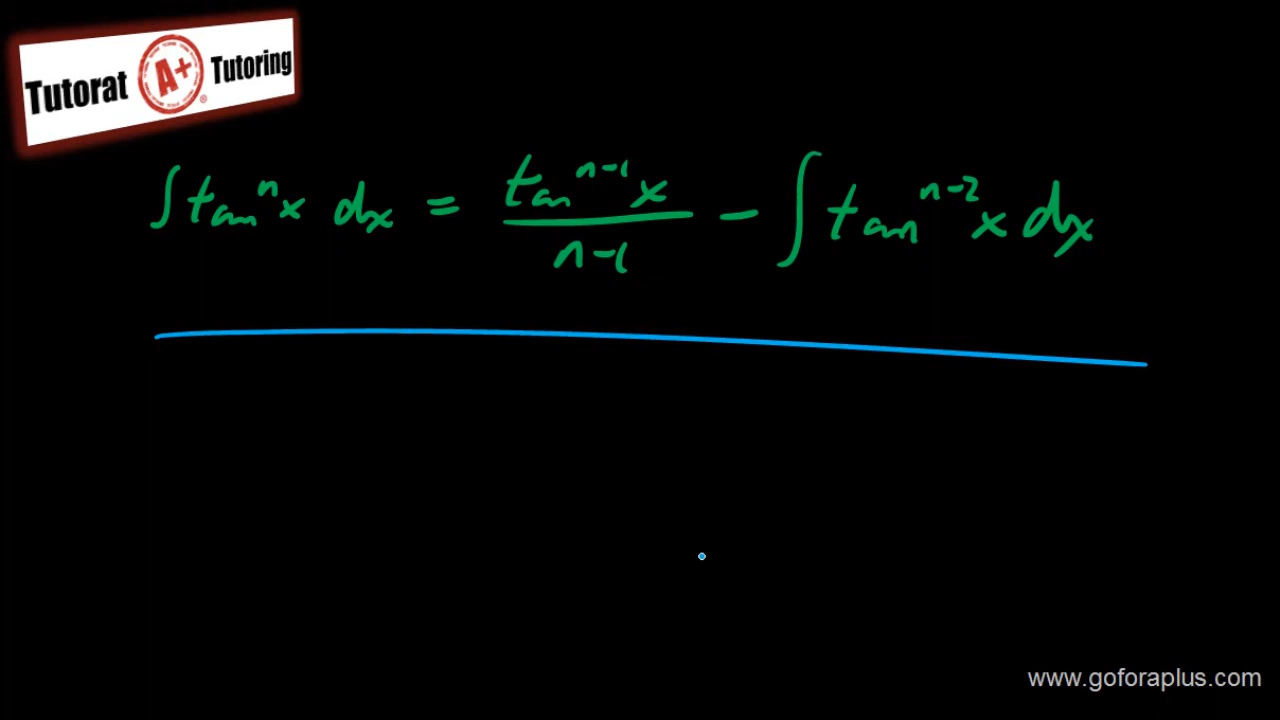 Tutorat A+ Tutoring
∫tanⁿx dx = tanⁿ⁻¹x / n-1 - ∫tanⁿ⁻²x dx
www.goforaplus.com